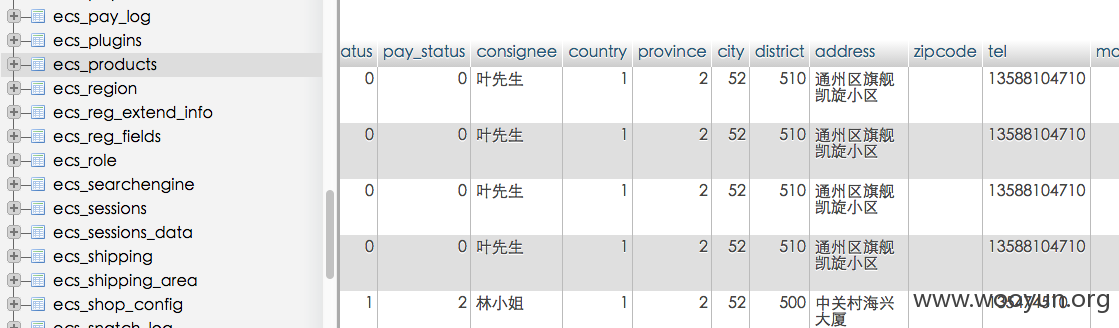 ecs_pay_log
ecs_plugins
ecs_products
ecs_region
ecs_reg_extend_info
ecs_reg_fields
ecs_role
ecs_searchengine
ecs_sessions
ecs_sessions_data
ecs_shipping
ecs_shipping_area
ecs_shop_config
ecs_snatch_log
atus pay_status consignee country province city district address zipcode tel
0 0 叶先生 1 2 52 510 通州区旗舰 13588104710
凯旋小区
0 0 叶先生 1 2 52 510 通州区旗舰 13588104710
凯旋小区
0 0 叶先生 1 2 52 510 通州区旗舰 13588104710
凯旋小区
0 0 叶先生 1 2 52 510 通州区旗舰 13588104710
凯旋小区
1 2 林小姐 1 2 52 500 中关村海兴
大厦
www.wooyun.org